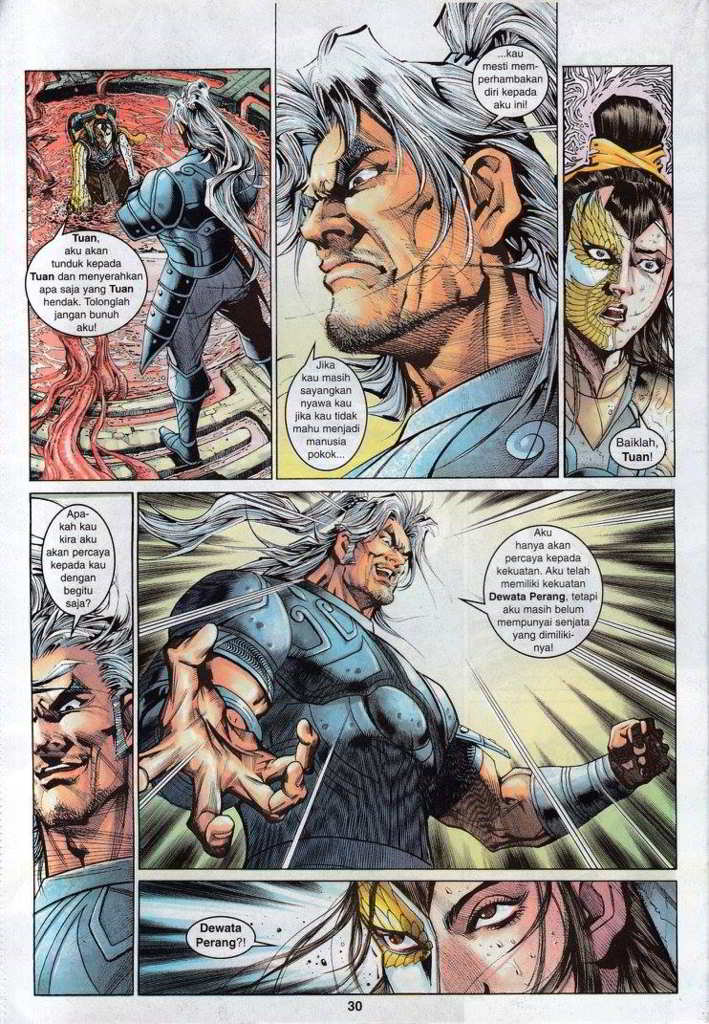 Tuan,
aku akan
tunduk kepada
Tuan dan menyerahkan
apa saja yang Tuan
hendak. Tolonglah
jangan bunuh
aku!
Jika
kau masih
sayangkan
nyawa kau
jika kau tidak
mahu menjadi
manusia
pokok...
...kau
mesti mem-
perhambakan
diri kepada
aku ini!
Baiklah,
Tuan!
Apa-
kah kau
kira aku
akan percaya
kepada kau
dengan
begitu
saja?
Aku
hanya akan
percaya kepada
kekuatan. Aku telah
memiliki kekuatan
Dewata Perang, tetapi
aku masih belum
mempunyai senjata
yang dimiliki-
nya!
Dewata
Perang?!
30